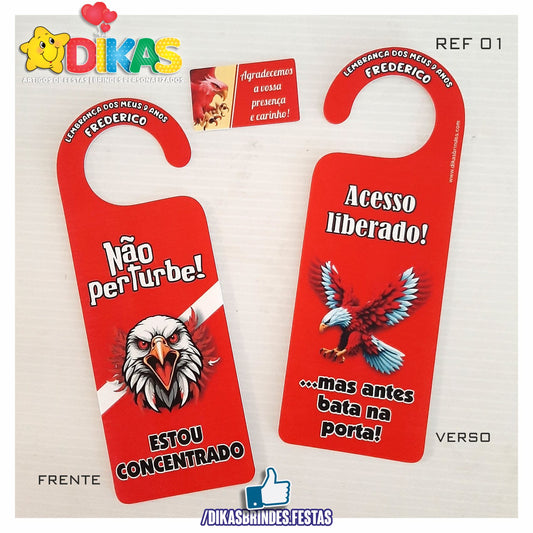 DIKAS
ARTIGOS DE FESTAS | BRINDES PERSONALIZADOS
REF 01
Agradecemos
a vossa
presença
e carinho!
LEMBRANÇA DOS MEUS 9 ANOS
FREDERICO
Não
perturbe!
ESTOU
CONCENTRADO
FRENTE
LEMBRANÇA DOS MEUS 9 ANOS
FREDERICO
www.dikasbrindes.com
Acesso
liberado!
...mas antes
bata na
porta!
VERSO
/DIKASBRINDES.FESTAS